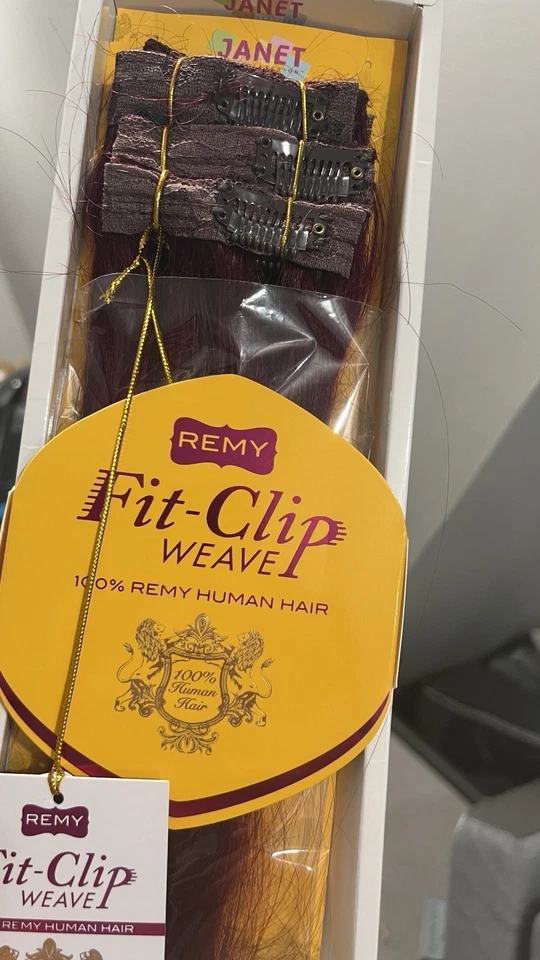 JANET
JANET
REMY
Fit-Clip
WEAVE
100% REMY HUMAN HAIR
100%
Human
Hair
REMY
Fit-Clip
WEAVE
REMY HUMAN HAIR